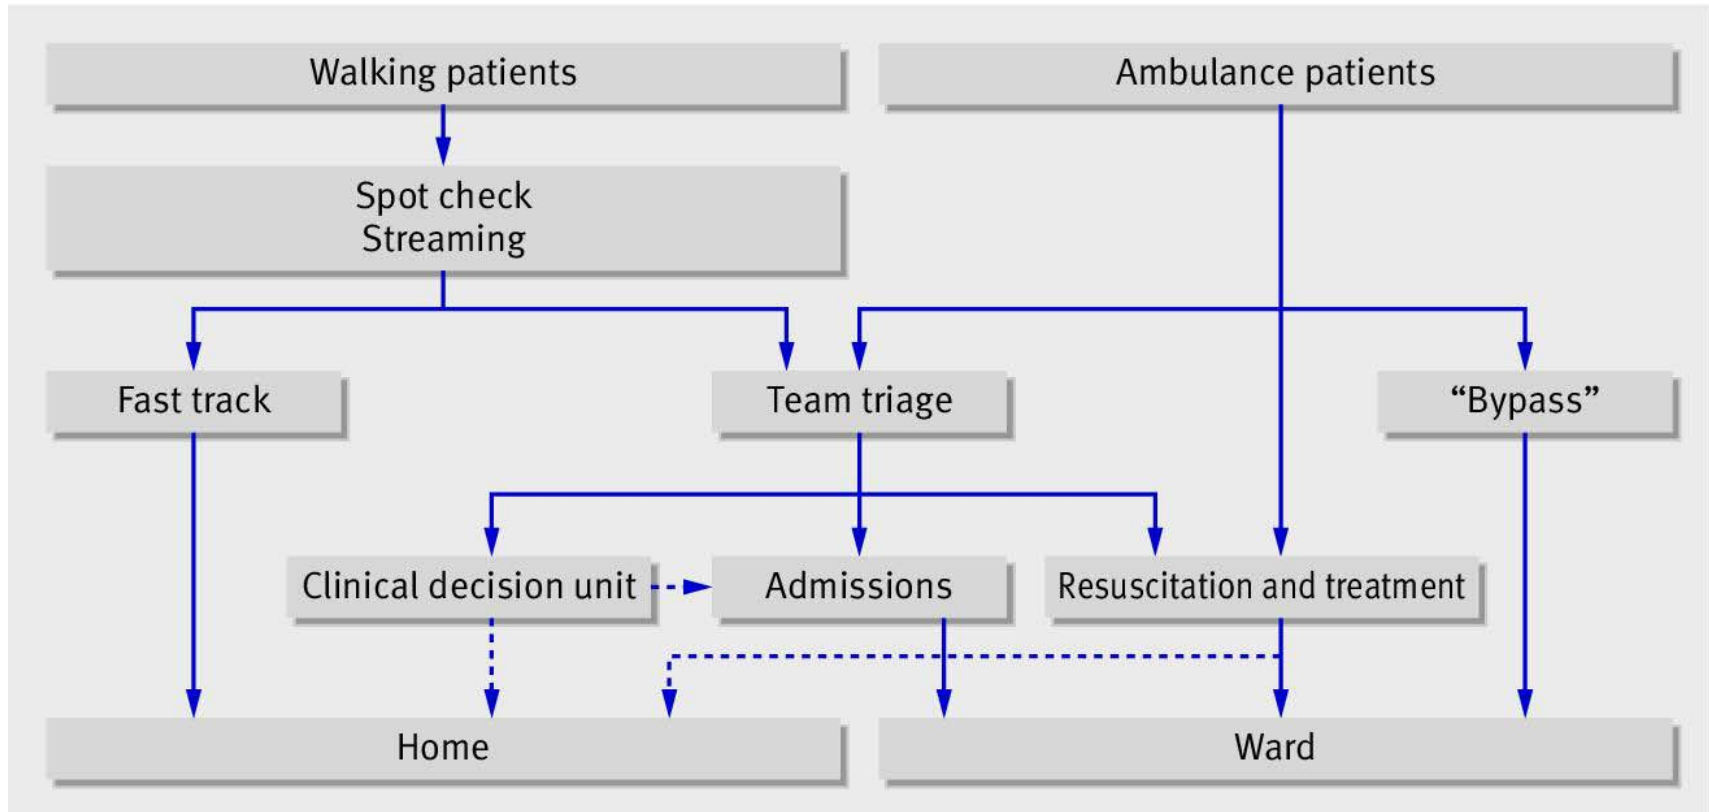 Walking patients
Ambulance patients
Spot check
Streaming
Fast track
Team triage
“Bypass”
Clinical decision unit
Admissions
Resuscitation and treatment
Home
Ward